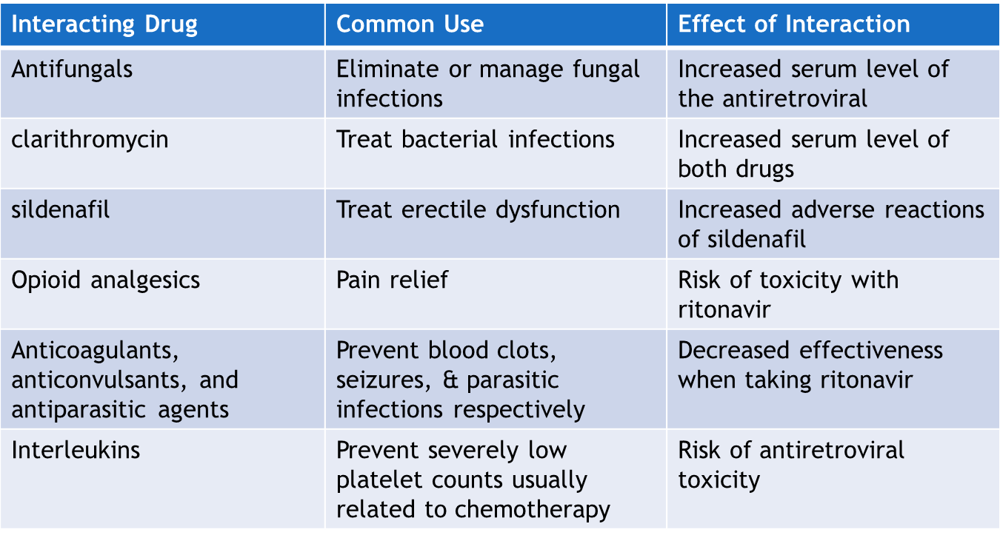 Interacting Drug
Common Use
Effect of Interaction
Antifungals
Eliminate or manage fungal
infections
Increased serum level of
the antiretroviral
clarithromycin
Treat bacterial infections
Increased serum level of
both drugs
sildenafil
Treat erectile dysfunction
Increased adverse reactions
of sildenafil
Opioid analgesics
Pain relief
Risk of toxicity with
ritonavir
Anticoagulants,
anticonvulsants, and
antiparasitic agents
Prevent blood clots,
seizures, & parasitic
infections respectively
Decreased effectiveness
when taking ritonavir
Interleukins
Prevent severely low
platelet counts usually
related to chemotherapy
Risk of antiretroviral
toxicity